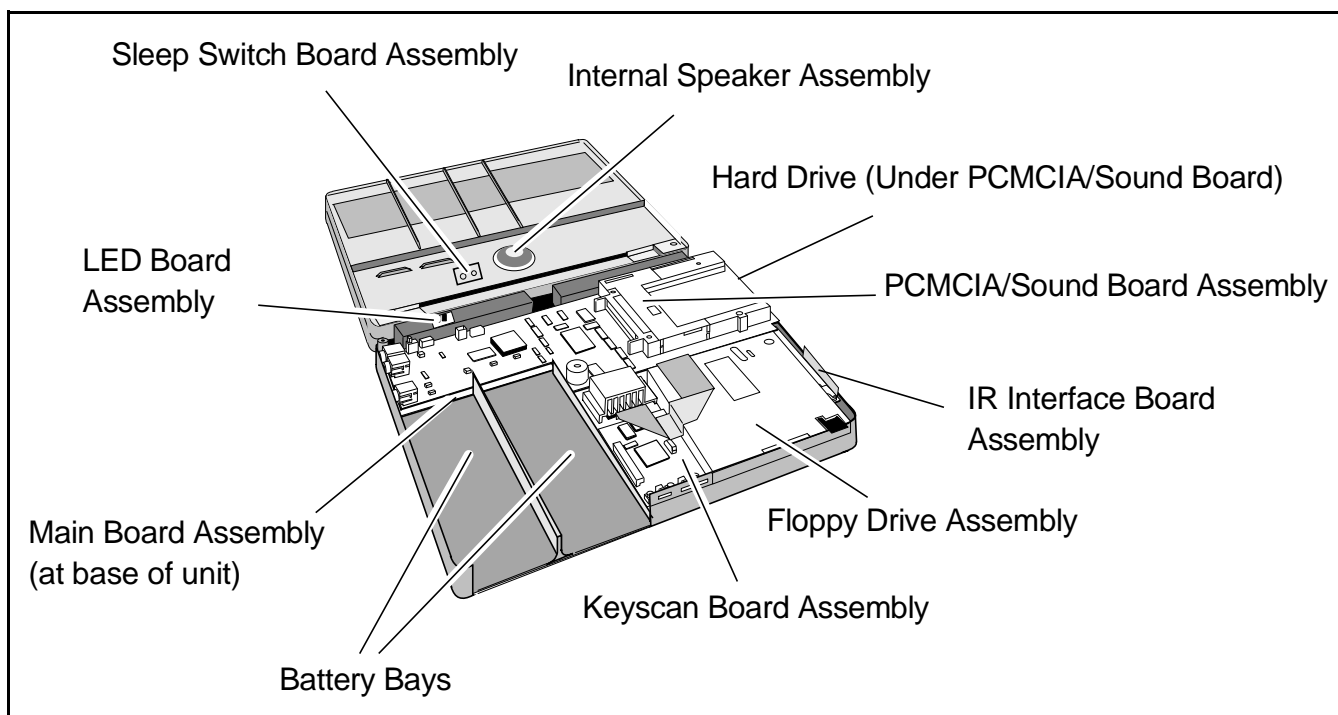 Sleep Switch Board Assembly
Internal Speaker Assembly
Hard Drive (Under PCMCIA/Sound Board)
LED Board
Assembly
PCMCIA/Sound Board Assembly
IR Interface Board
Assembly
Main Board Assembly
(at base of unit)
Floppy Drive Assembly
Keyscan Board Assembly
Battery Bays